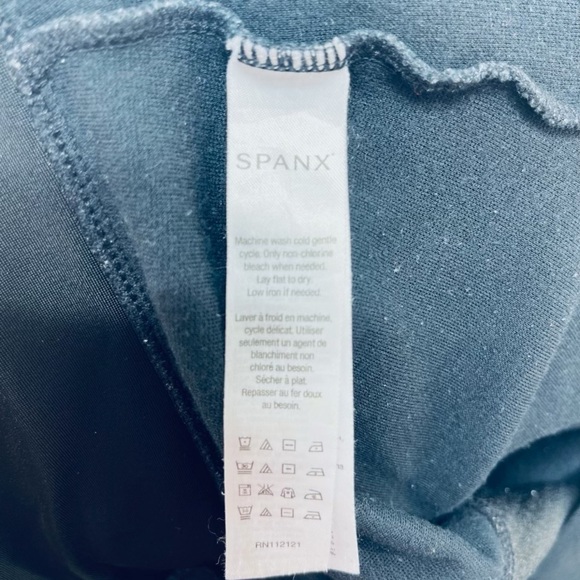 SPANX
Machine wash cold gentle
cycle. Only non-chlorine
bleach when needed.
Lay flat to dry.
Low iron if needed.
Laver à froid en machine,
cycle délicat. Utiliser
seulement un agent de
blanchiment non
chloré au besoin.
Sécher à plat.
Repasser au fer doux
au besoin.
RN112121